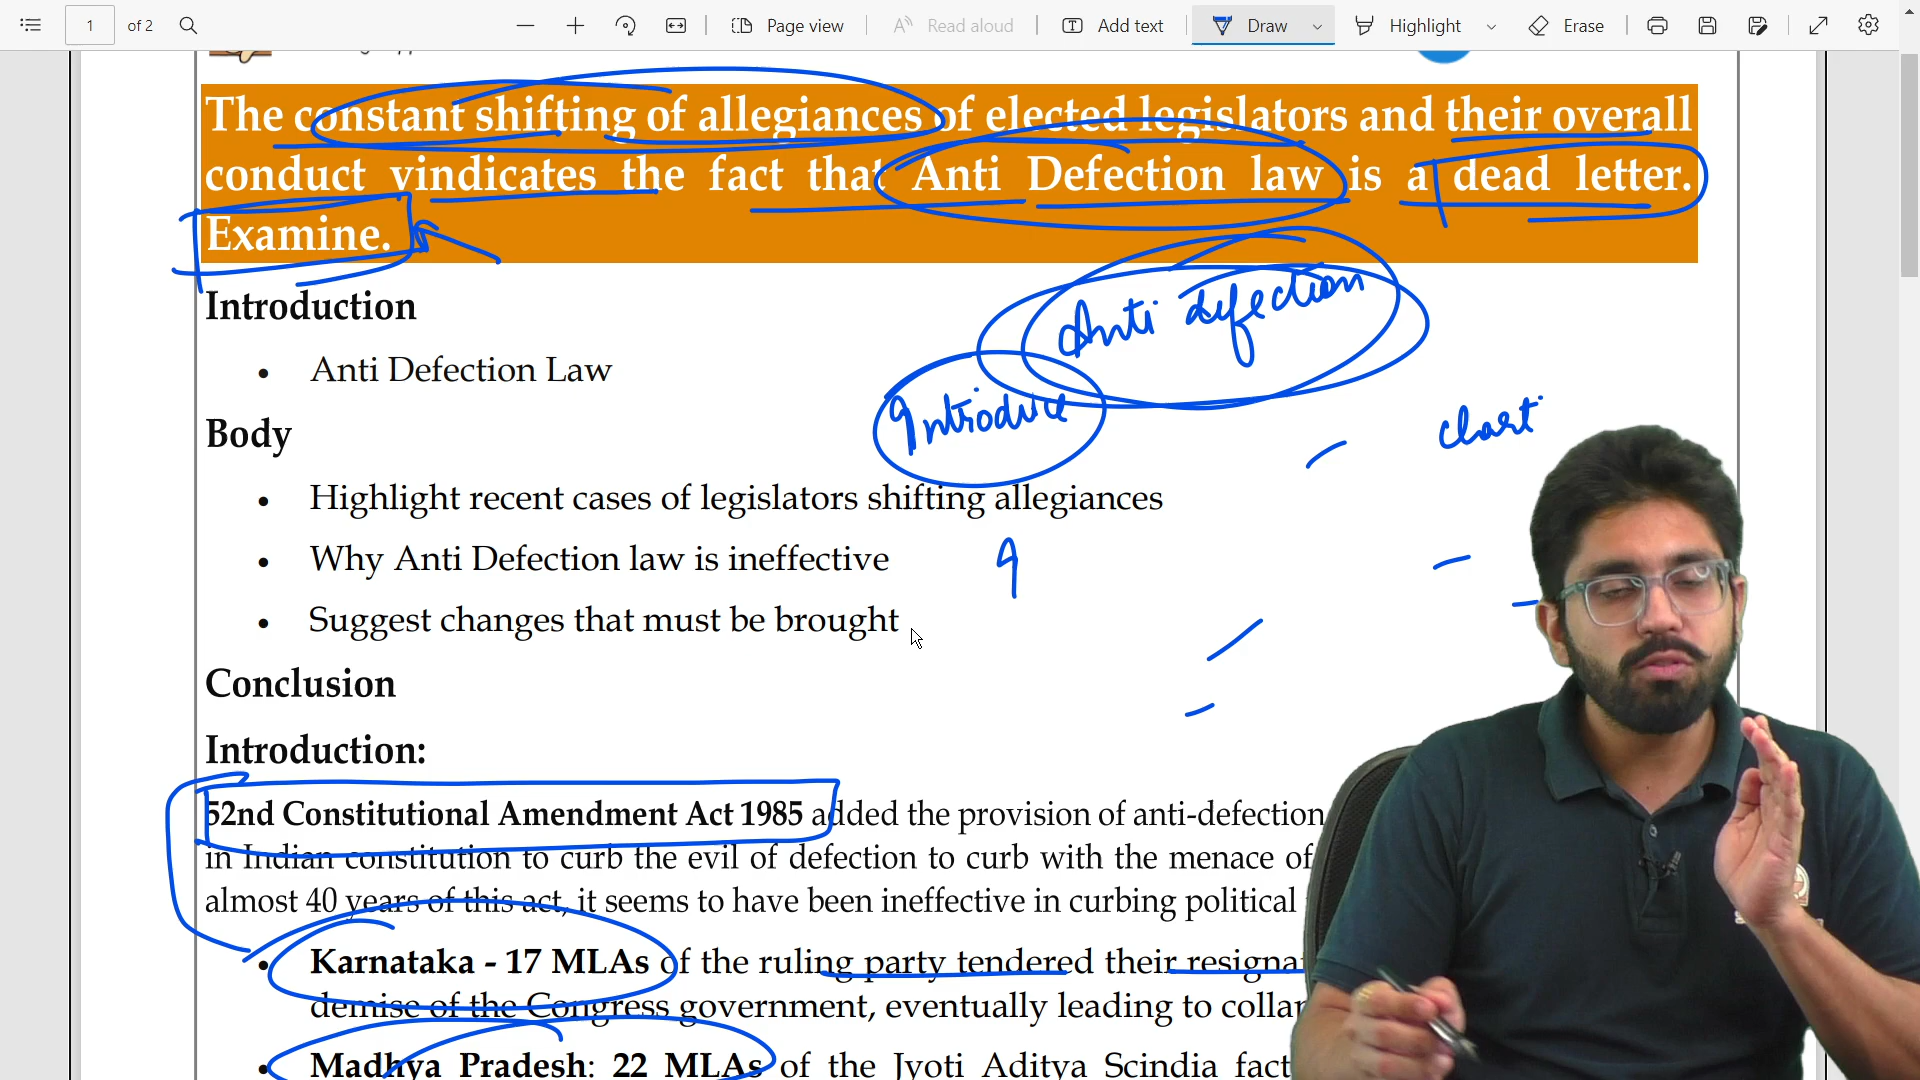 1 of 2 Page view Read aloud Add text Draw Highlight Erase
The constant shifting of allegiances of elected legislators and their overall
conduct vindicates the fact that Anti Defection law is a dead letter.
Examine.
Introduction
Anti defection
• Anti Defection Law
Introduce
chart
Body
• Highlight recent cases of legislators shifting allegiances
• Why Anti Defection law is ineffective
• Suggest changes that must be brought
Conclusion
Introduction:
52nd Constitutional Amendment Act 1985 added the provision of anti-defection
in Indian constitution to curb the evil of defection to curb with the menace of
almost 40 years of this act, it seems to have been ineffective in curbing political
• Karnataka - 17 MLAs of the ruling party tendered their resigna
demise of the Congress government, eventually leading to collap
• Madhya Pradesh: 22 MLAs of the Jyoti Aditya Scindia fact